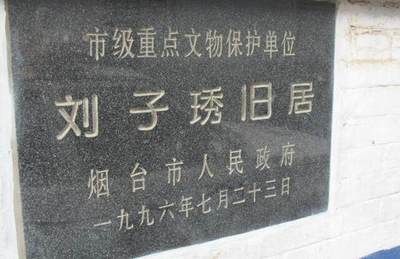 市级重点文物保护单位
刘子琇旧居
烟台市人民政府
一九九六年七月二十三日